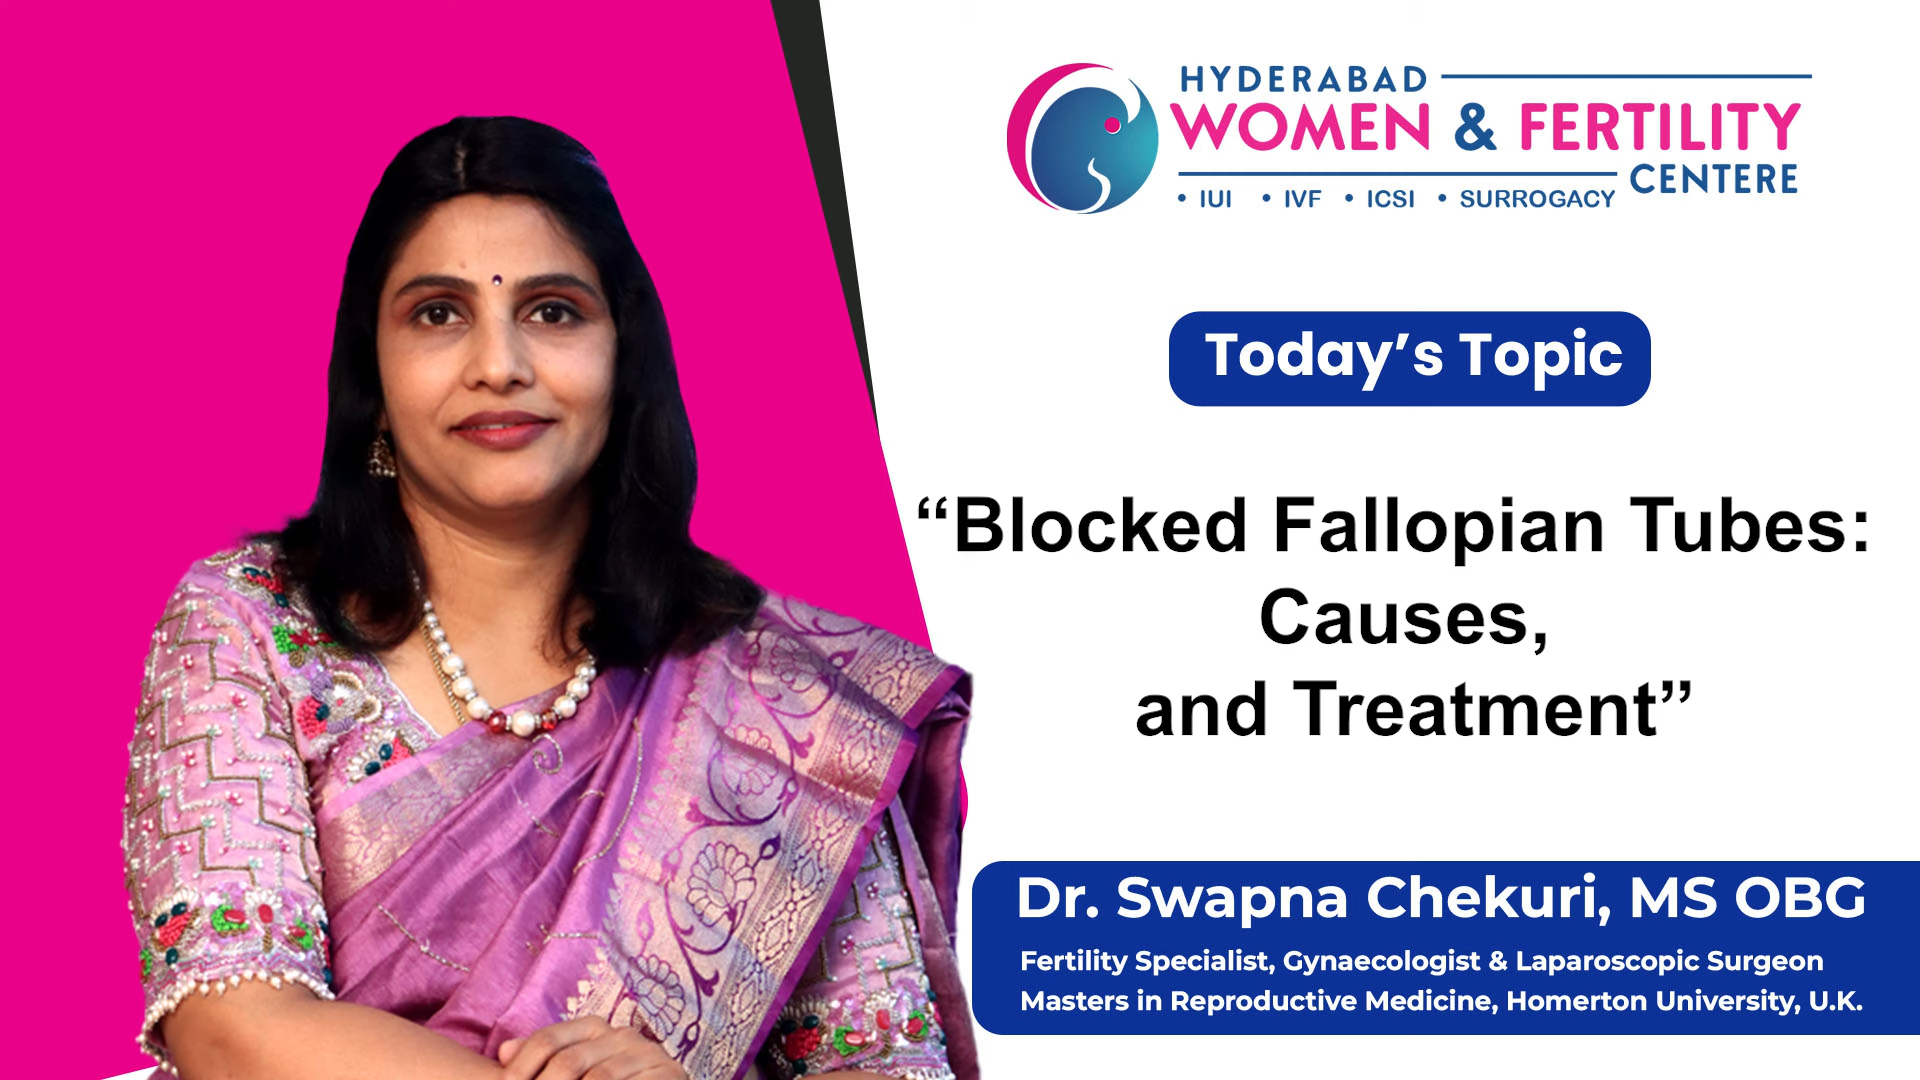 HYDERABAD
WOMEN & FERTILITY
CENTERE
• IUI • IVF • ICSI • SURROGACY
Today’s Topic
“Blocked Fallopian Tubes:
Causes,
and Treatment”
Dr. Swapna Chekuri, MS OBG
Fertility Specialist, Gynaecologist & Laparoscopic Surgeon
Masters in Reproductive Medicine, Homerton University, U.K.